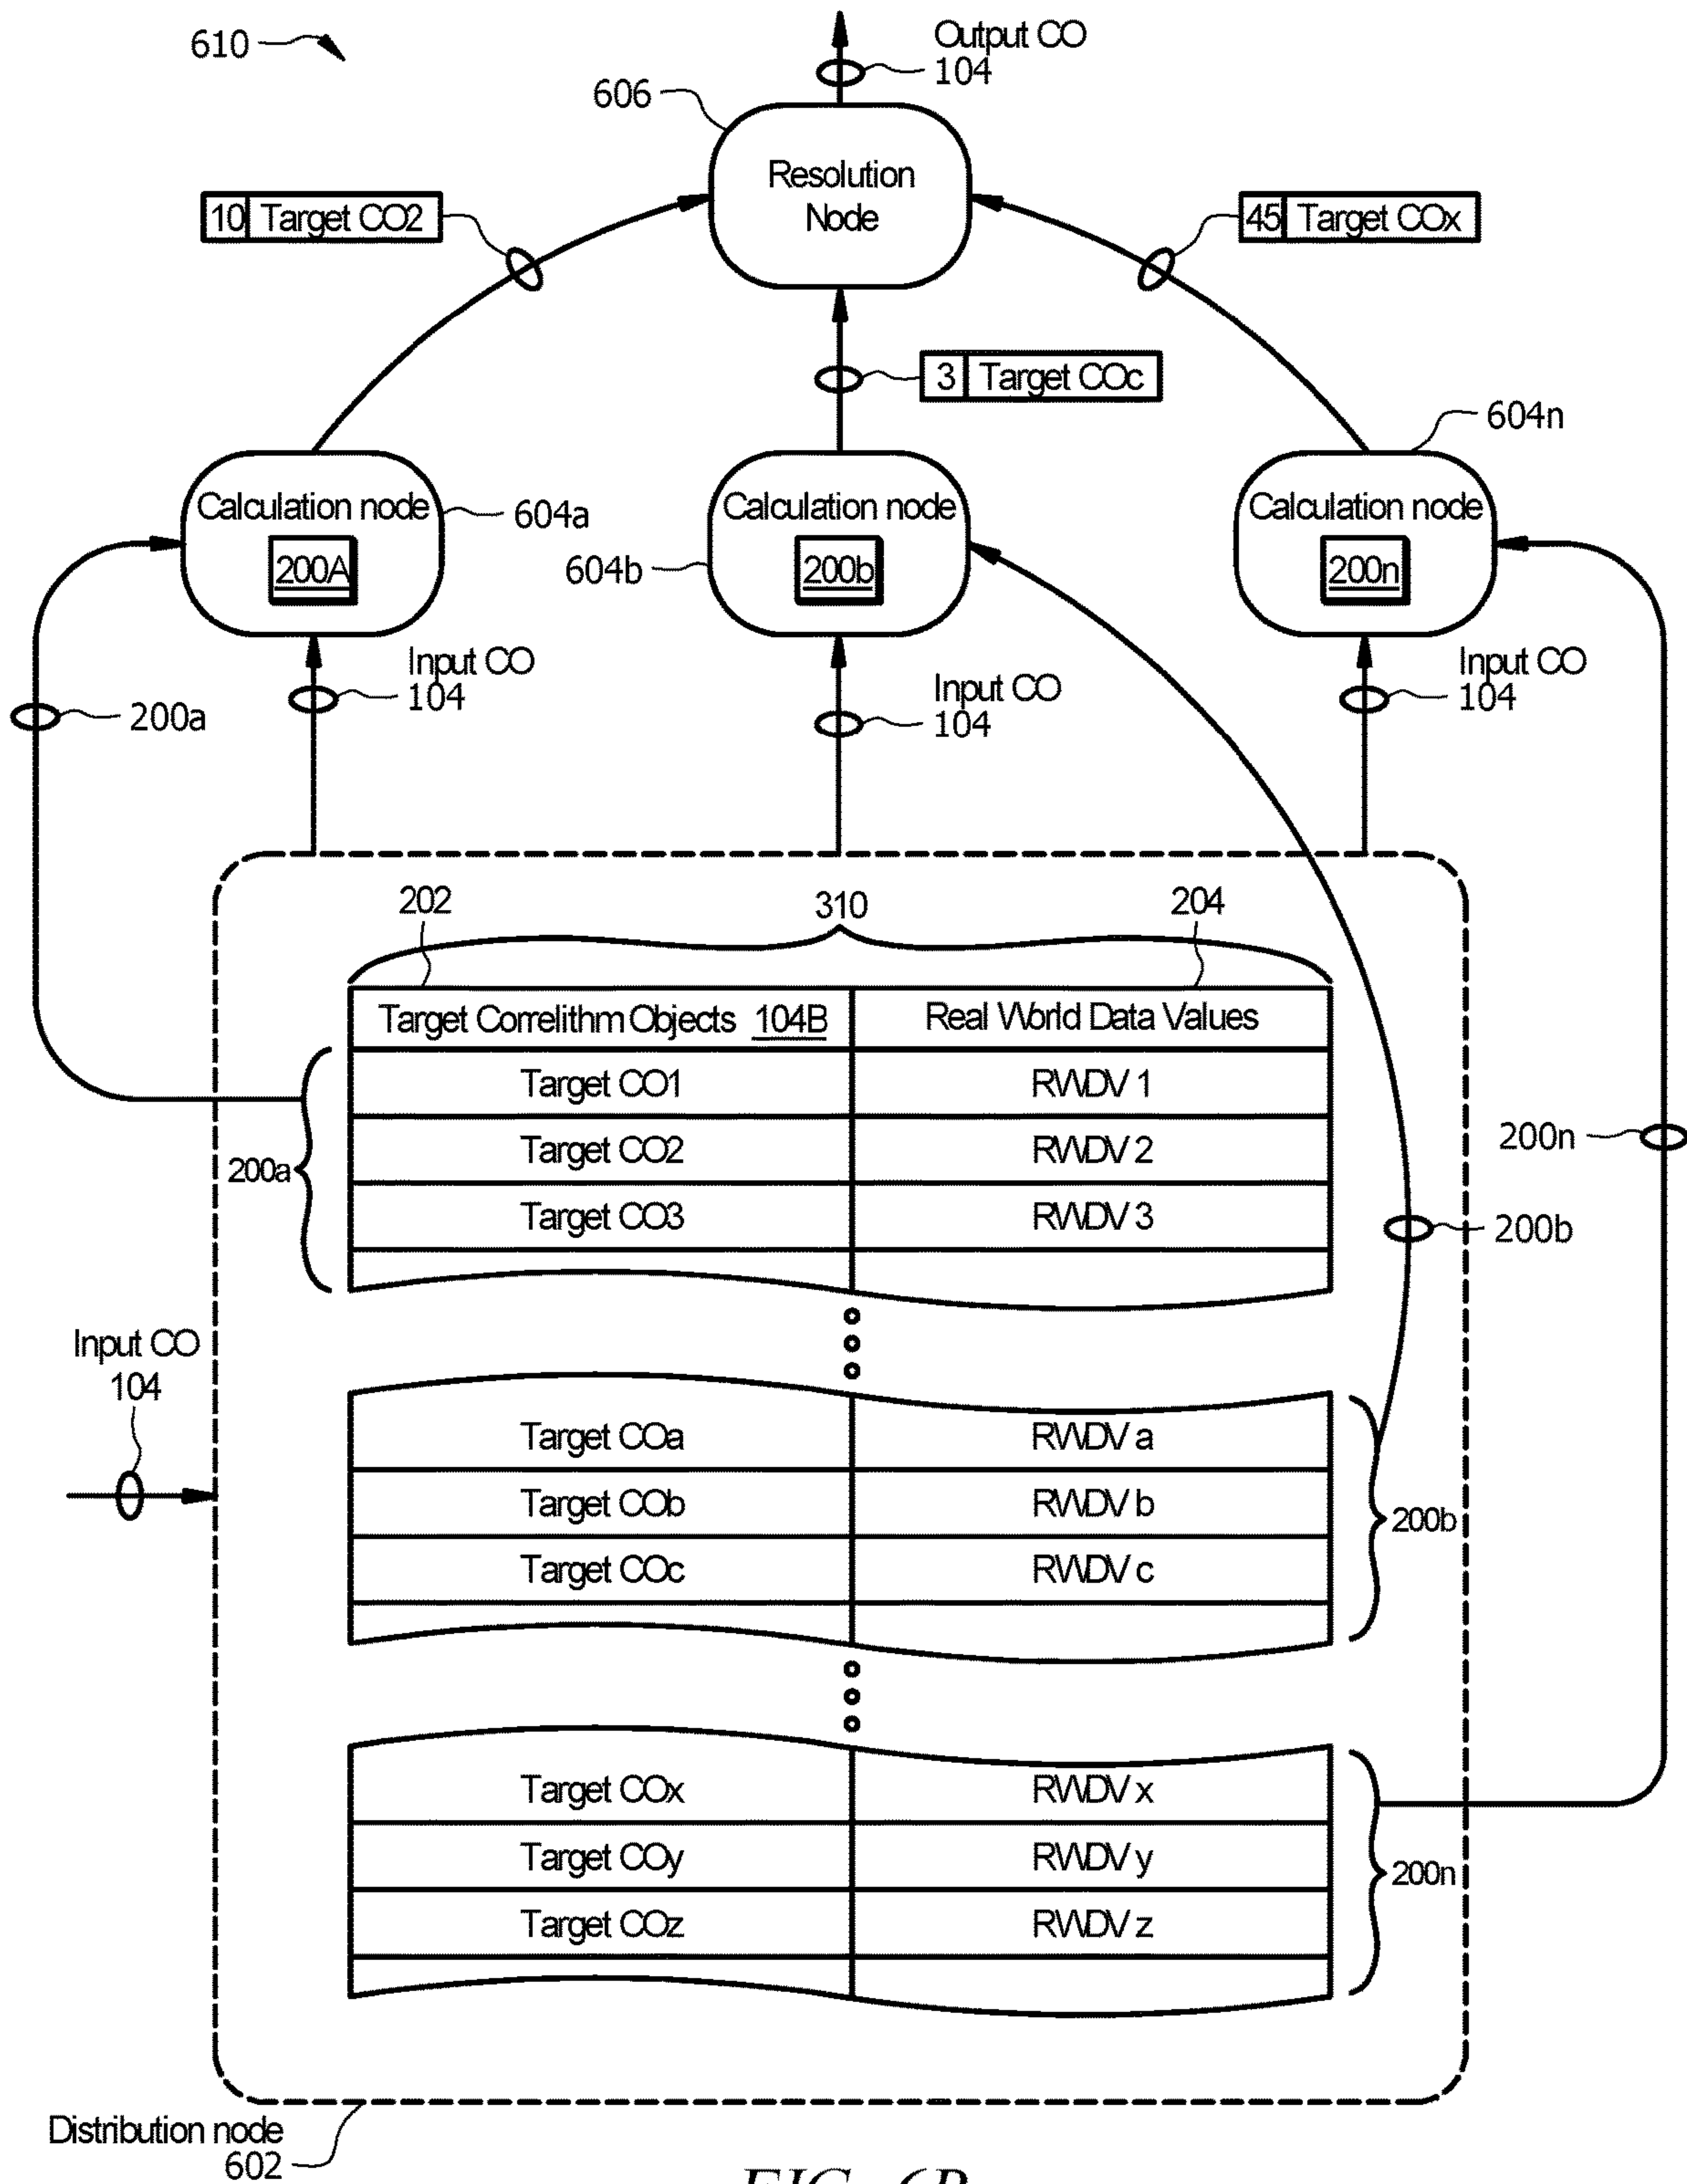 610
Output CO
104
606
Resolution
Node
10 Target CO2
45 Target COx
3 Target COc
604n
Calculation node
200A
604a
Calculation node
200b
604b
Calculation node
200n
Input CO
104
Input CO
104
Input CO
104
200a
202
310
204
Target Correlithm Objects 104B Real World Data Values
Target CO1 RWDV 1
Target CO2 RWDV 2
Target CO3 RWDV 3
200a
200n
200b
Input CO
104
Target COa RWDV a
Target COb RWDV b
Target COc RWDV c
200b
Target COx RWDV x
Target COy RWDV y
Target COz RWDV z
200n
Distribution node
602
FIG. 6B